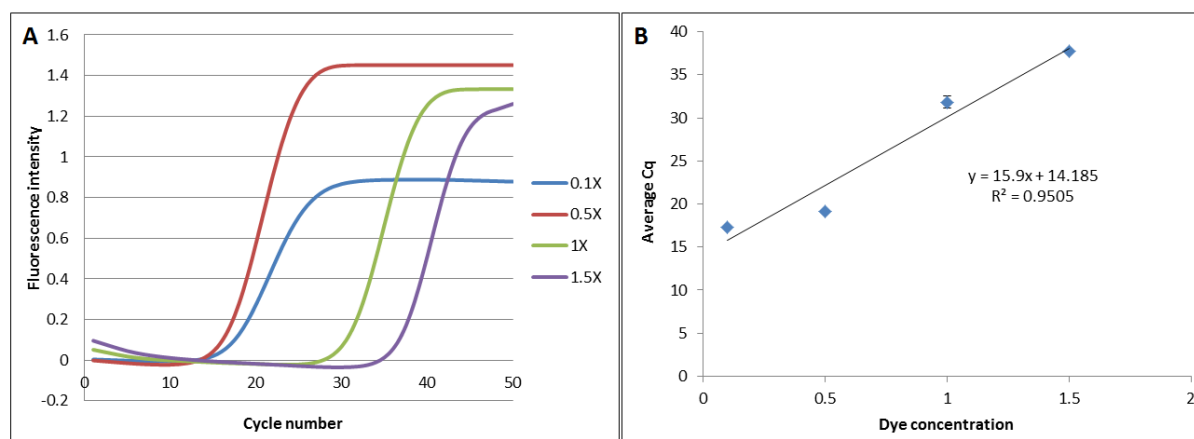 A
1.6
1.4
1.2
1
0.8
0.6
0.4
0.2
0
-0.2
Fluorescence intensity
0 10 20 30 40 50
Cycle number
0.1X
0.5X
1X
1.5X
B
40
35
30
25
20
15
10
5
0
Average Cq
y = 15.9x + 14.185
R² = 0.9505
0 0.5 1 1.5 2
Dye concentration